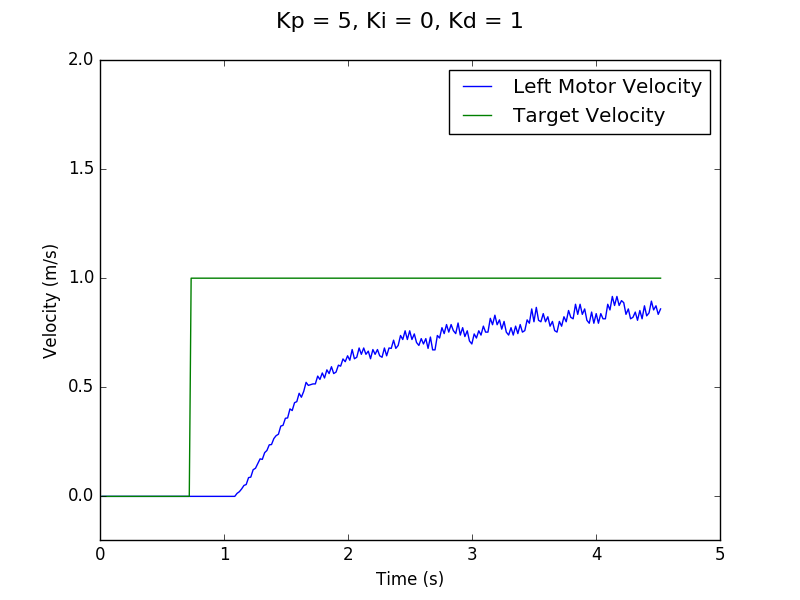 Kp = 5, Ki = 0, Kd = 1
2.0
Left Motor Velocity
Target Velocity
1.5
1.0
Velocity (m/s)
0.5
0.0
0 1 2 3 4 5
Time (s)